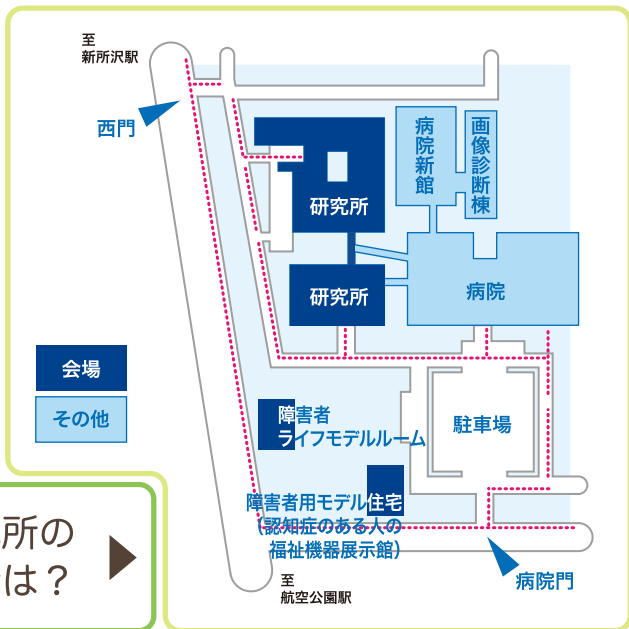 至
新所沢駅
西門
研究所
病院新館
画像診断棟
研究所
病院
会場
その他
障害者
ライフモデルルーム
駐車場
障害者用モデル住宅
（認知症のある人の
福祉機器展示館）
所の
は？
至
航空公園駅
病院門